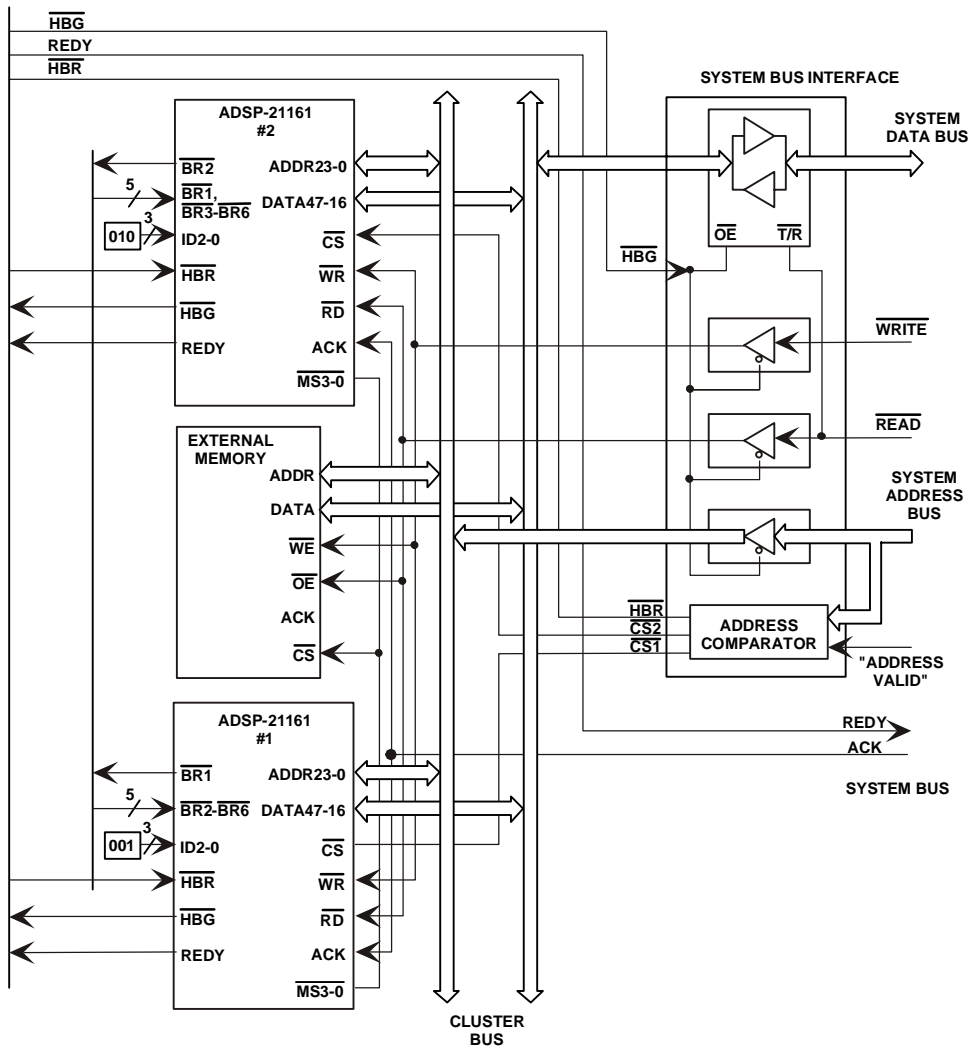 HBG
REDY
HBR
SYSTEM BUS INTERFACE
ADSP-21161
#2
BR2
BR1,
BR3-BR6
5
010
3
ID2-0
HBR
HBG
REDY
ADDR23-0
DATA47-16
CS
WR
RD
ACK
MS3-0
SYSTEM
DATA BUS
OE
T/R
HBG
WRITE
READ
SYSTEM
ADDRESS
BUS
EXTERNAL
MEMORY
ADDR
DATA
WE
OE
ACK
CS
HBR
CS2
CS1
ADDRESS
COMPARATOR
"ADDRESS
VALID"
ADSP-21161
#1
BR1
5
BR2-BR6
001
3
ID2-0
HBR
HBG
REDY
ADDR23-0
DATA47-16
CS
WR
RD
ACK
MS3-0
REDY
ACK
SYSTEM BUS
CLUSTER
BUS